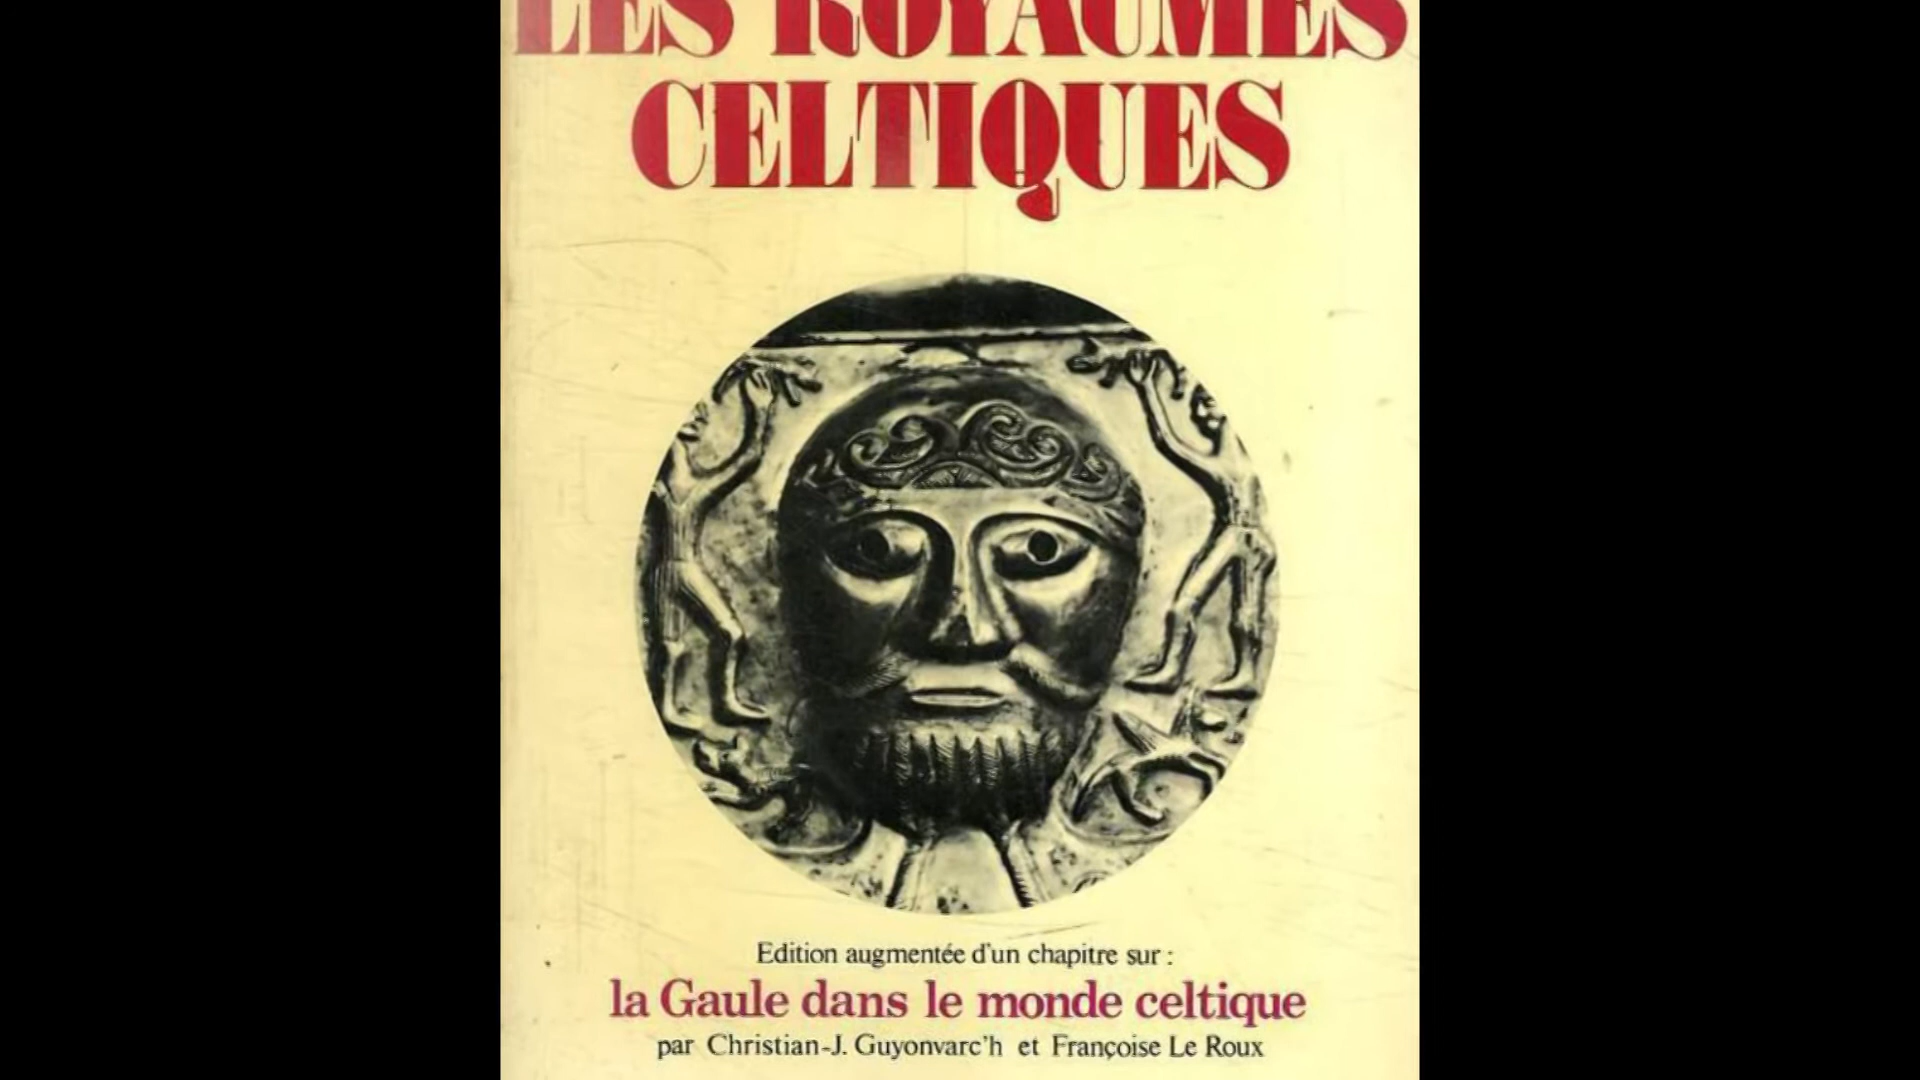 LES ROYAUMES
CELTIQUES
Edition augmentée d'un chapitre sur :
la Gaule dans le monde celtique
par Christian-J. Guyonvarc'h et Françoise Le Roux